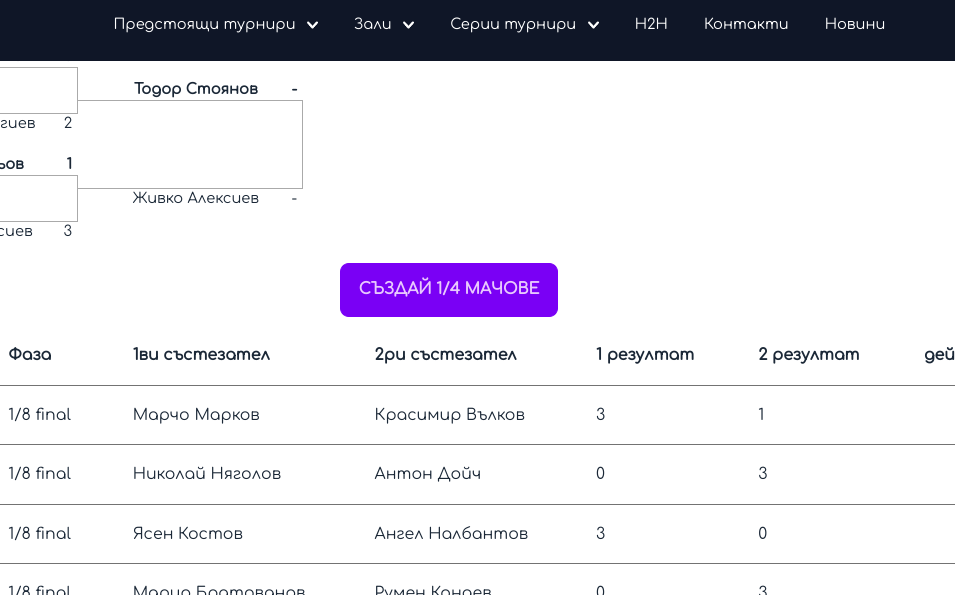 Предстоящи турнири Зали Серии турнири H2H Контакти Новини
Тодор Стоянов -
гиев 2
ьов 1
Живко Алексиев -
сиев 3
СЪЗДАЙ 1/4 МАЧОВЕ
Фаза 1ви състезател 2ри състезател 1 резултат 2 резултат дей
1/8 final Марчо Марков Красимир Вълков 3 1
1/8 final Николай Няголов Антон Дойч 0 3
1/8 final Ясен Костов Ангел Налбантов 3 0
1/8 final Румен 0 3